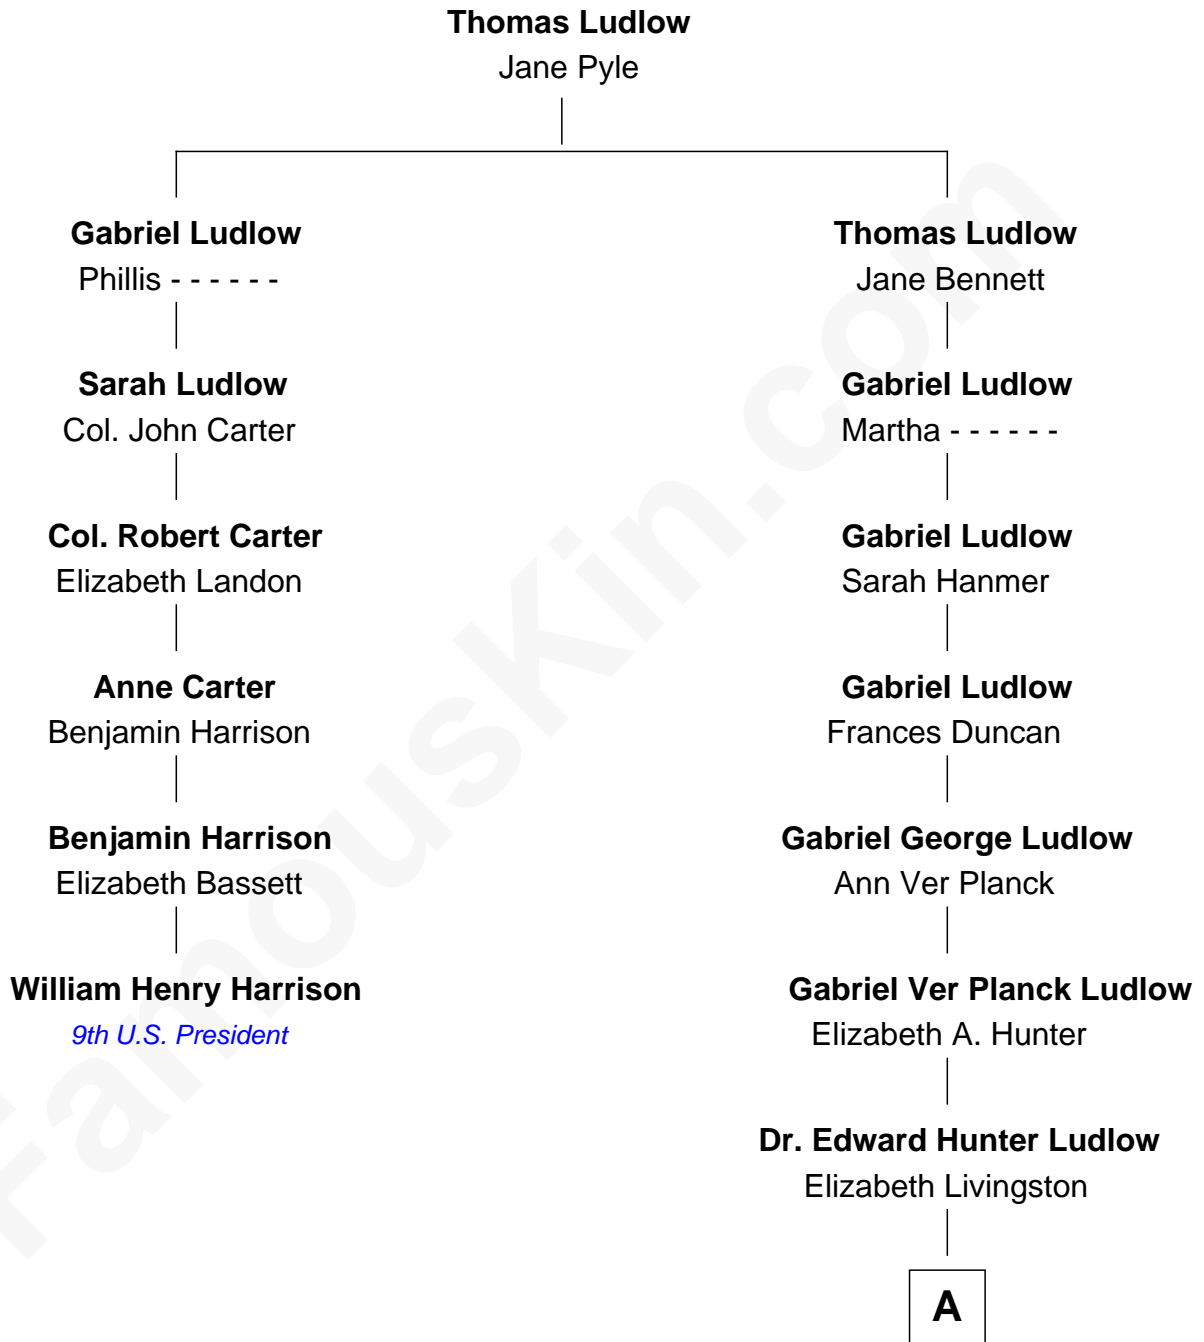 Thomas Ludlow
Jane Pyle
Gabriel Ludlow
Phillis - - - - - -
Thomas Ludlow
Jane Bennett
Sarah Ludlow
Col. John Carter
Gabriel Ludlow
Martha - - - - - -
Col. Robert Carter
Elizabeth Landon
Gabriel Ludlow
Sarah Hanmer
Anne Carter
Benjamin Harrison
Gabriel Ludlow
Frances Duncan
Benjamin Harrison
Elizabeth Bassett
Gabriel George Ludlow
Ann Ver Planck
William Henry Harrison
9th U.S. President
Gabriel Ver Planck Ludlow
Elizabeth A. Hunter
Dr. Edward Hunter Ludlow
Elizabeth Livingston
A
FamousKin.com